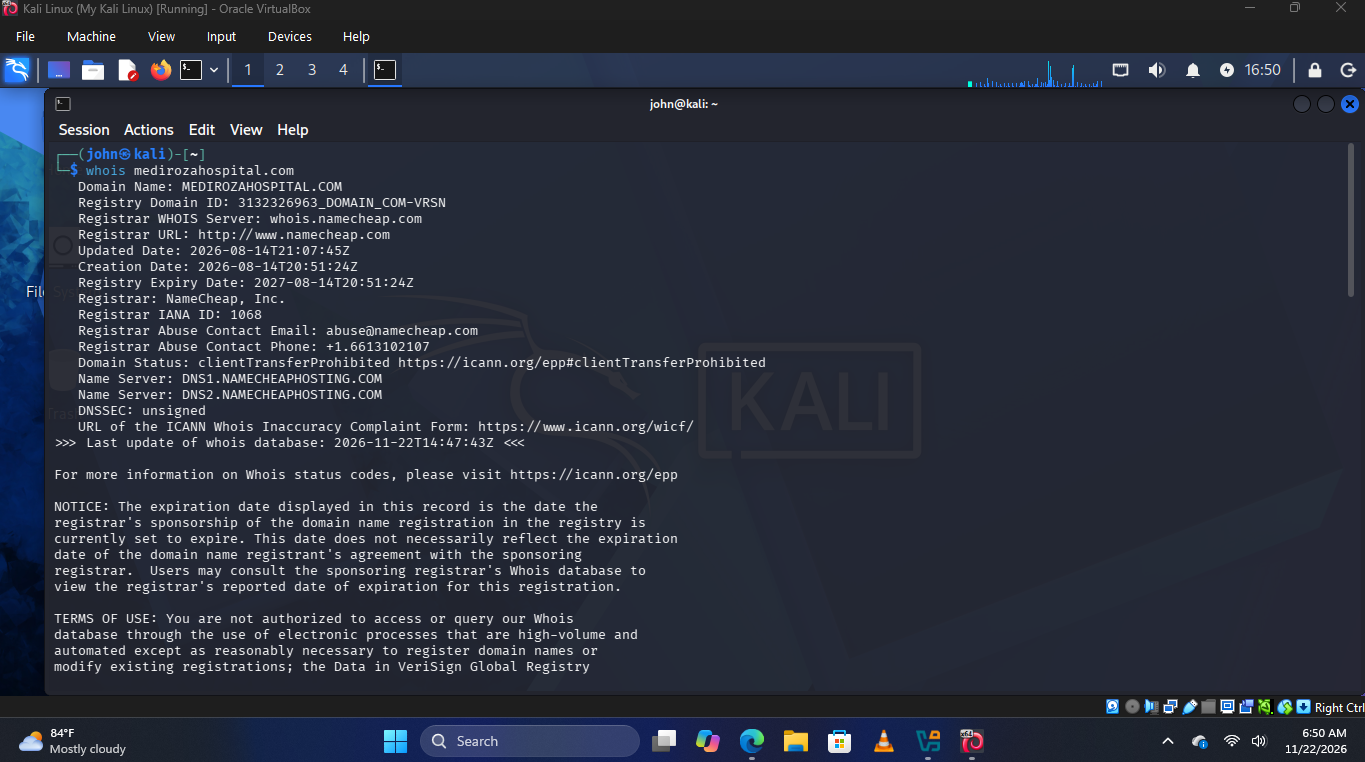 Kali Linux (My Kali Linux) [Running] - Oracle VirtualBox
File Machine View Input Devices Help
1 2 3 4 16:50
john@kali: ~
Session Actions Edit View Help
┌──(john㉿kali)-[~]
└─$ whois medirozahospital.com
Domain Name: MEDIROZAHOSPITAL.COM
Registry Domain ID: 3132326963_DOMAIN_COM-VRSN
Registrar WHOIS Server: whois.namecheap.com
Registrar URL: http://www.namecheap.com
Updated Date: 2026-08-14T21:07:45Z
Creation Date: 2026-08-14T20:51:24Z
Registry Expiry Date: 2027-08-14T20:51:24Z
Registrar: NameCheap, Inc.
Registrar IANA ID: 1068
Registrar Abuse Contact Email: abuse@namecheap.com
Registrar Abuse Contact Phone: +1.6613102107
Domain Status: clientTransferProhibited https://icann.org/epp#clientTransferProhibited
Name Server: DNS1.NAMECHEAPHOSTING.COM
Name Server: DNS2.NAMECHEAPHOSTING.COM
DNSSEC: unsigned
URL of the ICANN Whois Inaccuracy Complaint Form: https://www.icann.org/wicf/
>>> Last update of whois database: 2026-11-22T14:47:43Z <<<
For more information on Whois status codes, please visit https://icann.org/epp
NOTICE: The expiration date displayed in this record is the date the
registrar's sponsorship of the domain name registration in the registry is
currently set to expire. This date does not necessarily reflect the expiration
date of the domain name registrant's agreement with the sponsoring
registrar.  Users may consult the sponsoring registrar's Whois database to
view the registrar's reported date of expiration for this registration.
TERMS OF USE: You are not authorized to access or query our Whois
database through the use of electronic processes that are high-volume and
automated except as reasonably necessary to register domain names or
modify existing registrations; the Data in VeriSign Global Registry
KALI
Right Ctrl
84°F
Mostly cloudy
Search
6:50 AM
11/22/2026